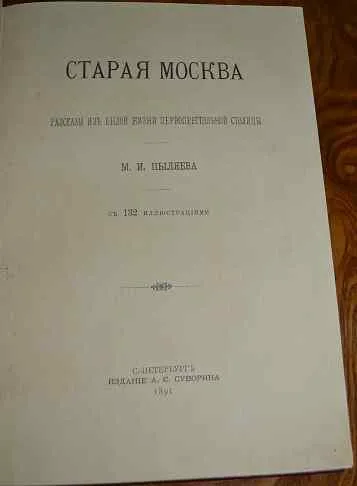 СТАРАЯ МОСКВА
РАЗСКАЗЫ ИЗЪ БЫЛОЙ ЖИЗНИ ПЕРВОПРЕСТОЛЬНОЙ СТОЛИЦЫ
М. И. ПЫЛЯЕВА
СЪ 132 ИЛЛЮСТРАЦІЯМИ
С.-ПЕТЕРБУРГЪ
ИЗДАНІЕ А. С. СУВОРИНА
1891